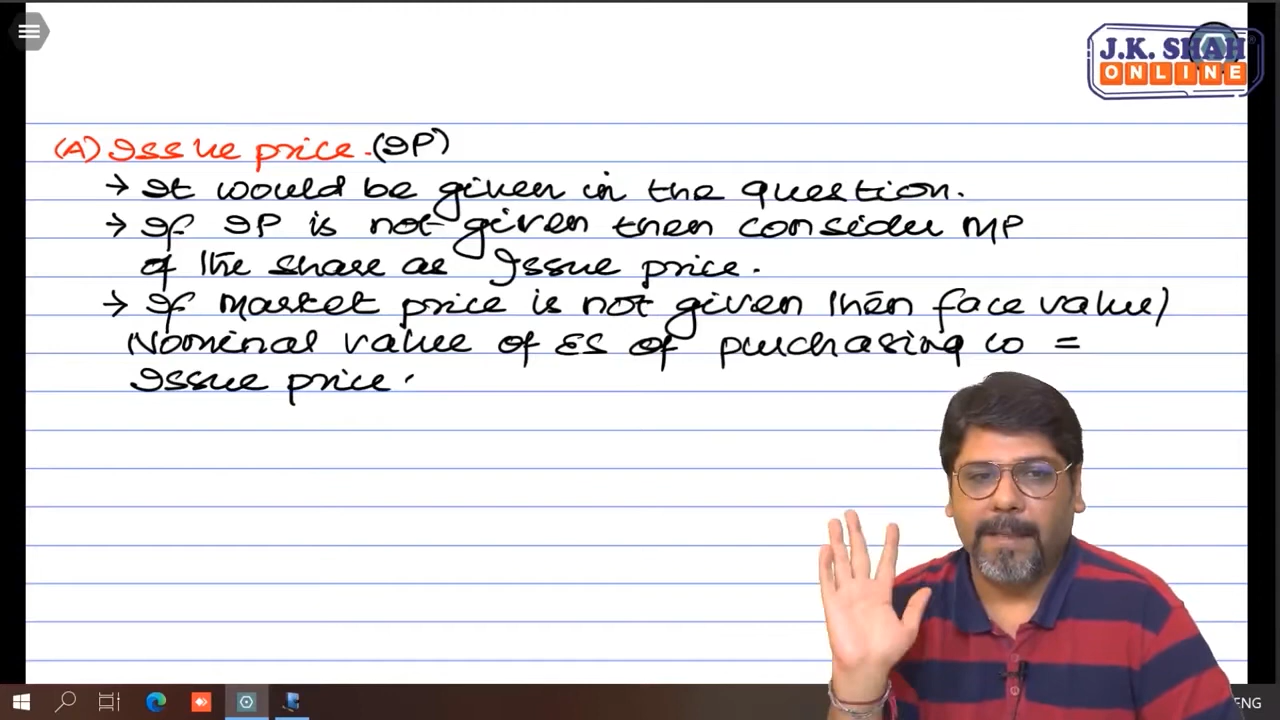 J.K. SHAH
ONLINE
(A) Issue price. (IP)
→ It would be given in the question.
→ If IP is not given then consider MP
of the share as Issue price.
→ If Market price is not given then face value/
Nominal value of ES of purchasing co =
Issue price.
ENG